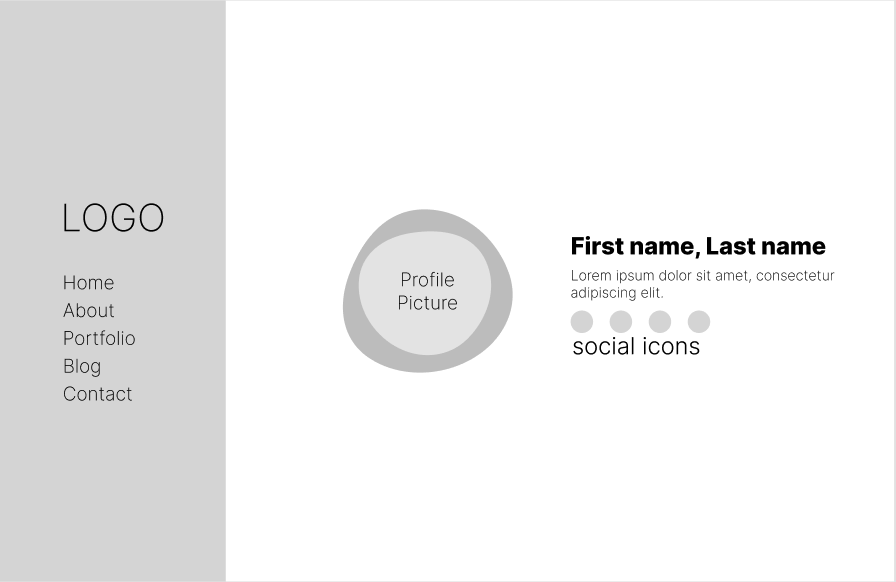 LOGO
Home
About
Portfolio
Blog
Contact
Profile
Picture
First name, Last name
Lorem ipsum dolor sit amet, consectetur
adipiscing elit.
social icons